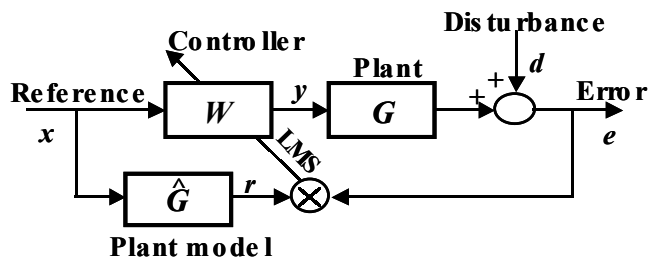 Disturbance
Controller
Plant
d
+
Reference
W
y
G
+
Error
x
LMS
e
Ĝ
r
Plant model